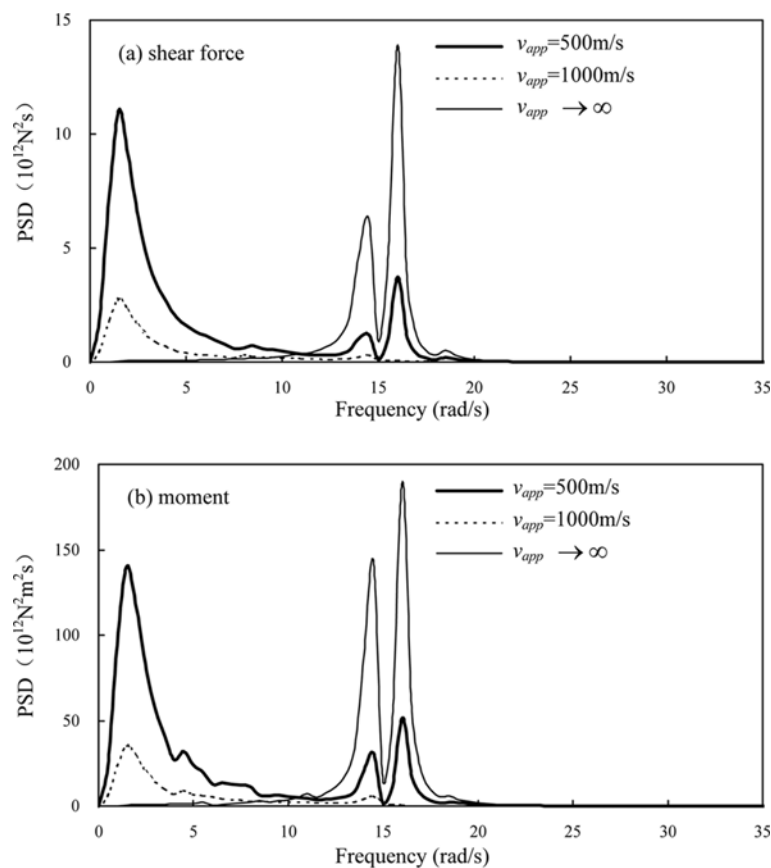 15
(a) shear force
v_app=500m/s
v_app=1000m/s
v_app → ∞
10
PSD（10¹²N²s）
5
0
0 5 10 15 20 25 30 35
Frequency (rad/s)
200
(b) moment
v_app=500m/s
v_app=1000m/s
v_app → ∞
150
PSD（10¹²N²m²s）
100
50
0
0 5 10 15 20 25 30 35
Frequency (rad/s)